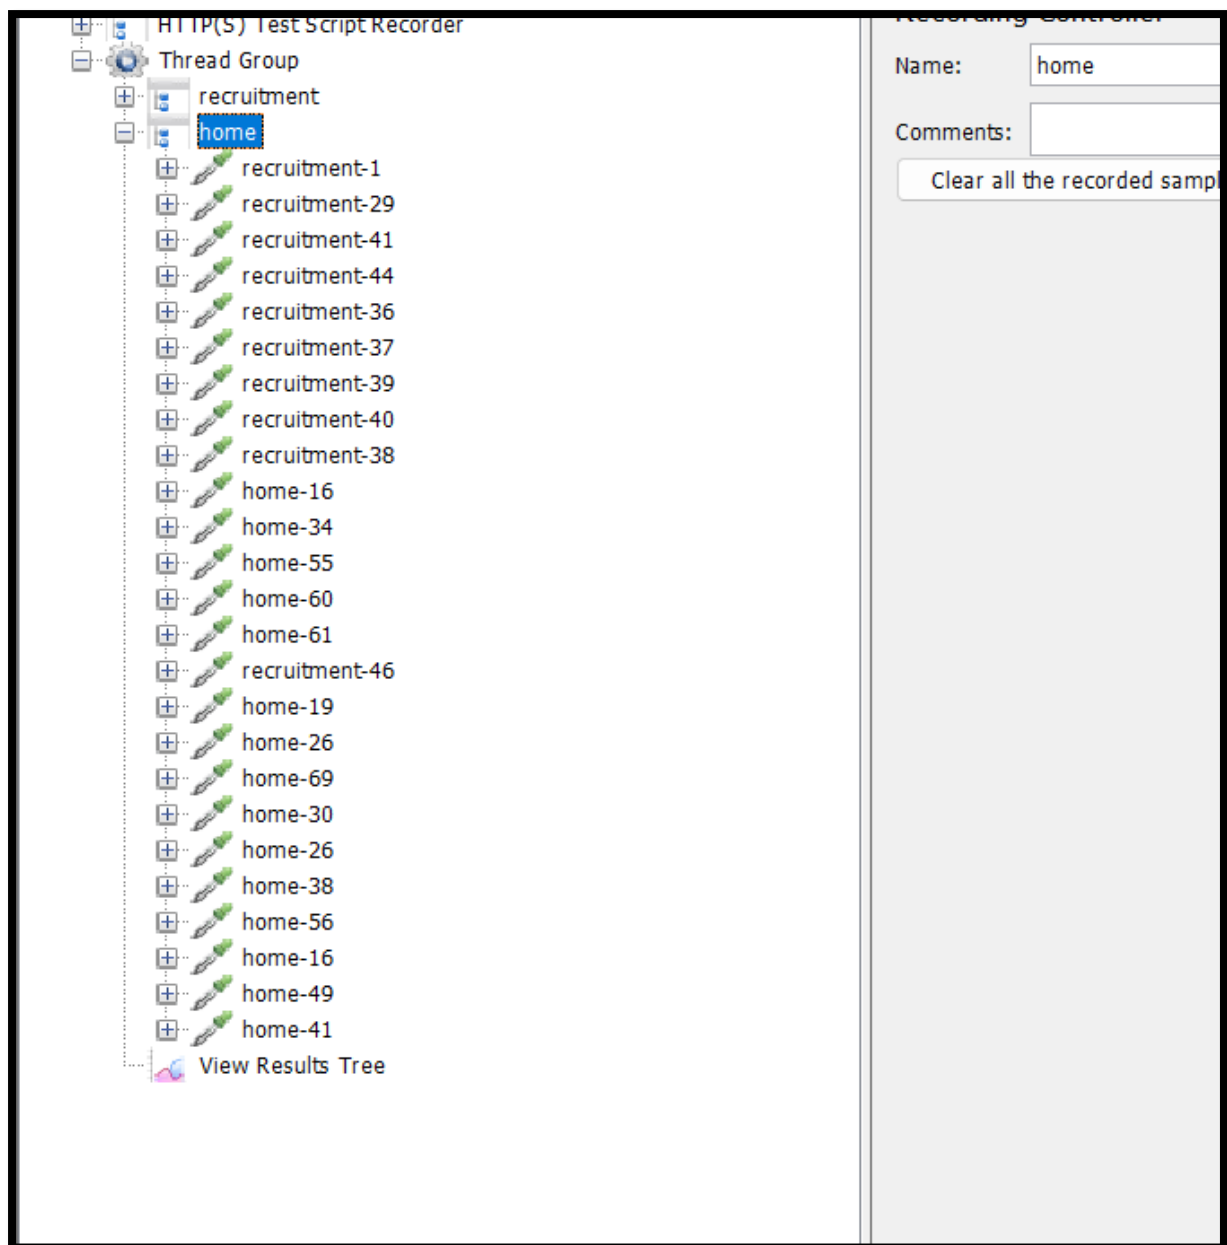 HTTP(S) Test Script Recorder
Thread Group
recruitment
home
recruitment-1
recruitment-29
recruitment-41
recruitment-44
recruitment-36
recruitment-37
recruitment-39
recruitment-40
recruitment-38
home-16
home-34
home-55
home-60
home-61
recruitment-46
home-19
home-26
home-69
home-30
home-26
home-38
home-56
home-16
home-49
home-41
View Results Tree
Recording Controller
Name: home
Comments:
Clear all the recorded sampl